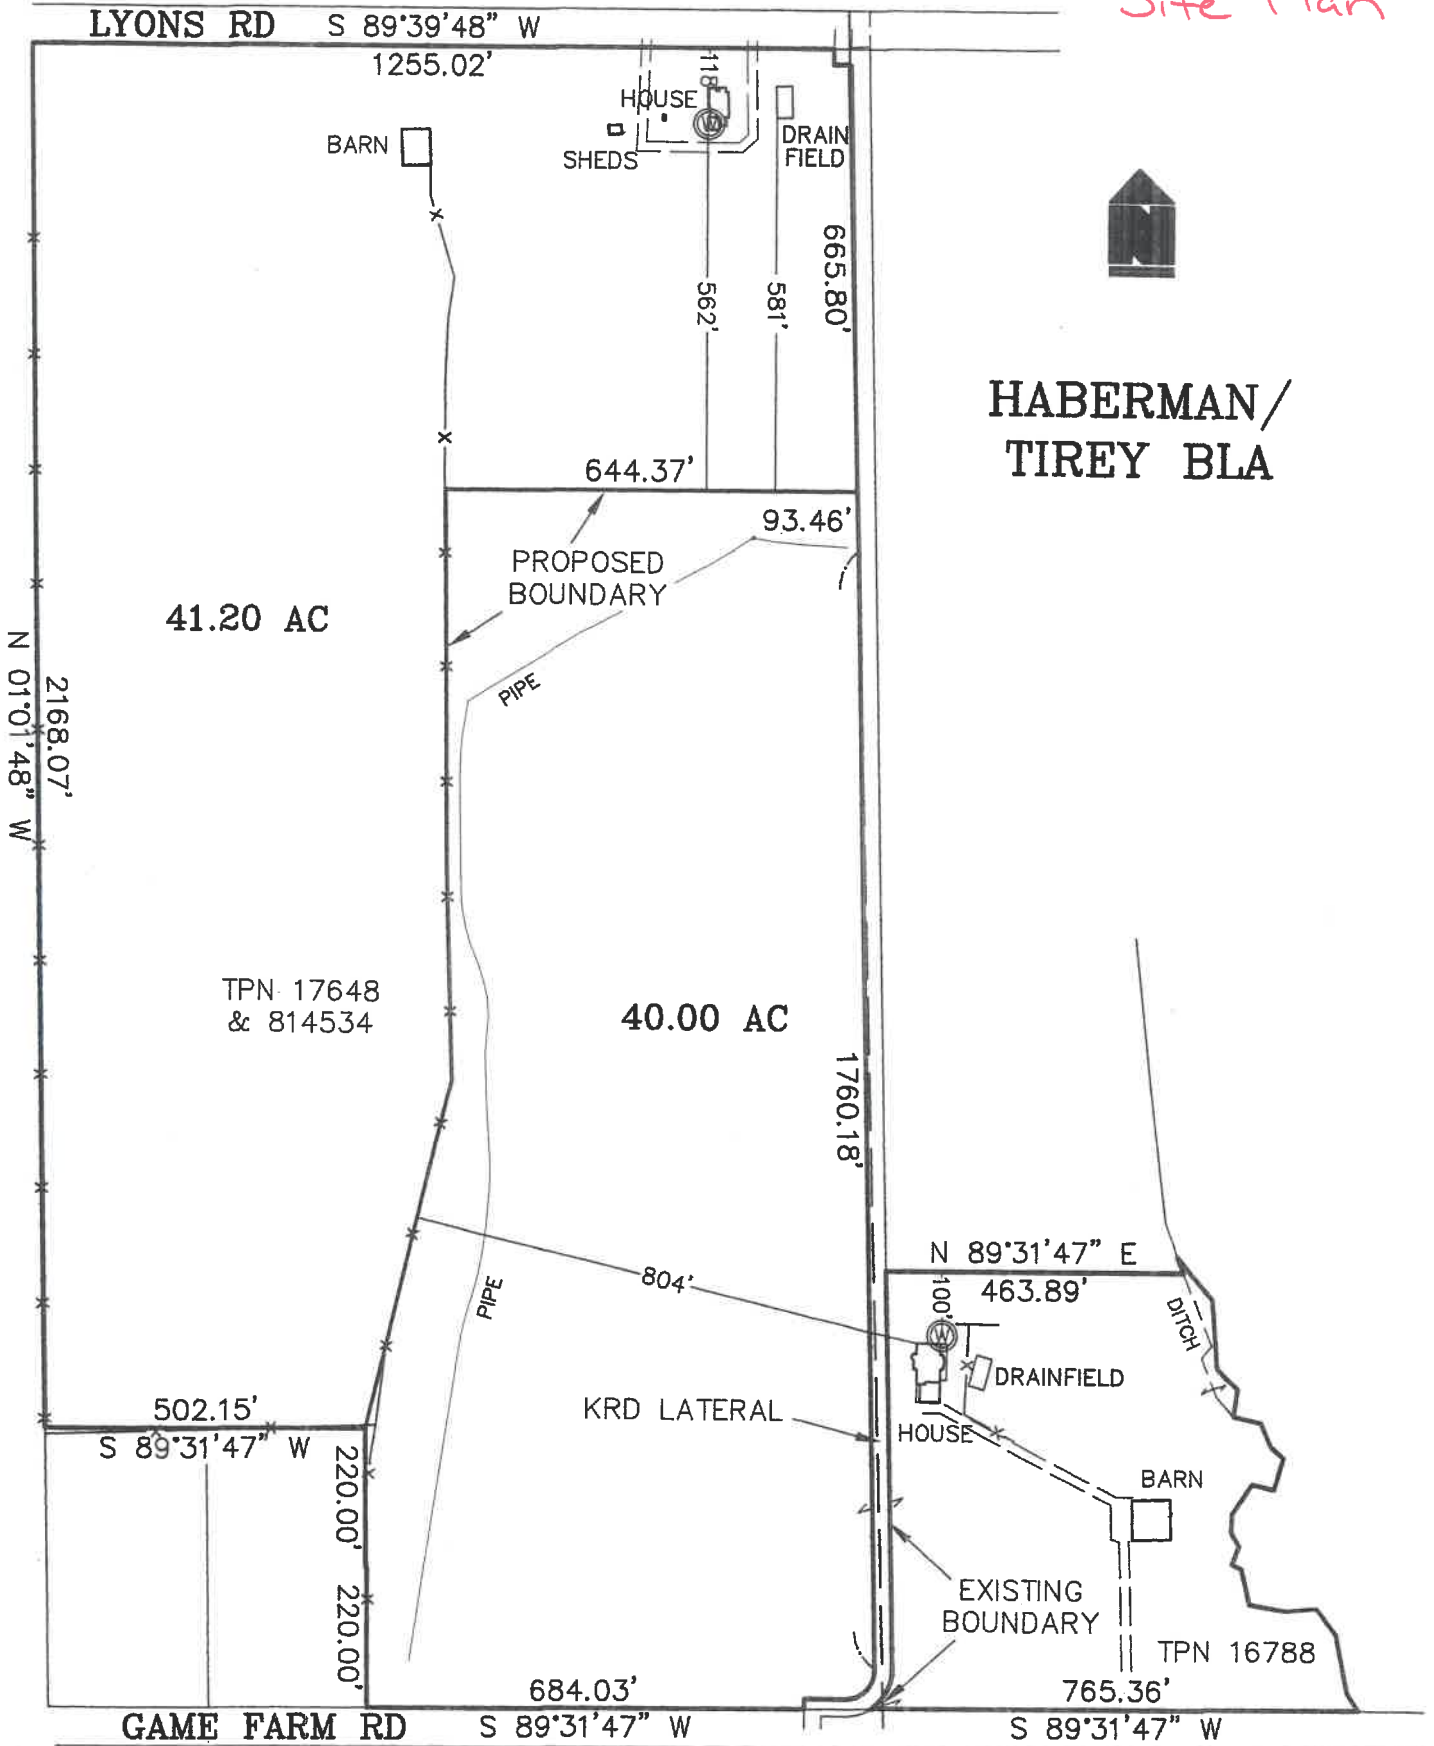 Site Plan
LYONS RD S 89°39'48" W
1255.02'
118'
HOUSE
W
BARN
SHEDS
DRAIN
FIELD
665.80'
562'
581'
N
HABERMAN/
TIREY BLA
644.37'
93.46'
PROPOSED
BOUNDARY
41.20 AC
PIPE
N 01°01'48" W
2168.07'
TPN 17648
& 814534
40.00 AC
1760.18'
N 89°31'47" E
463.89'
804'
PIPE
100'
W
DITCH
DRAINFIELD
502.15'
S 89°31'47" W
KRD LATERAL
HOUSE
220.00'
BARN
220.00'
EXISTING
BOUNDARY
TPN 16788
684.03'
765.36'
GAME FARM RD S 89°31'47" W
S 89°31'47" W